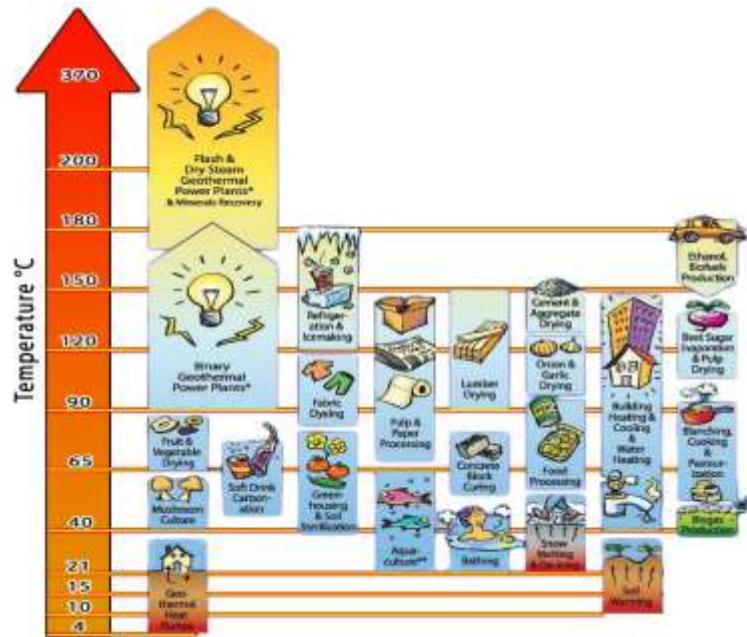 Temperature °C
370
200
180
150
120
90
65
40
21
15
10
4
Flash &
Dry Steam
Geothermal
Power Plants*
& Minerals Recovery
Binary
Geothermal
Power Plants*
Fruit &
Vegetable
Drying
Mushroom
Culture
Geo-
thermal
Heat
Pumps
Soft Drink
Carbon-
ation
Refriger-
ation &
Icemaking
Fabric
Dyeing
Green-
housing
& Soil
Sterilization
Pulp &
Paper
Processing
Aqua-
culture**
Lumber
Drying
Concrete
Block
Curing
Bathing
Cement &
Aggregate
Drying
Onion &
Garlic
Drying
Food
Processing
Snow
Melting
& De-icing
Building
Heating &
Cooling
&
Water
Heating
Soil
Warming
Ethanol,
Biofuels
Production
Beet Sugar
Evaporation
& Pulp
Drying
Blanching,
Cooking &
Pasteur-
ization
Biogas
Production